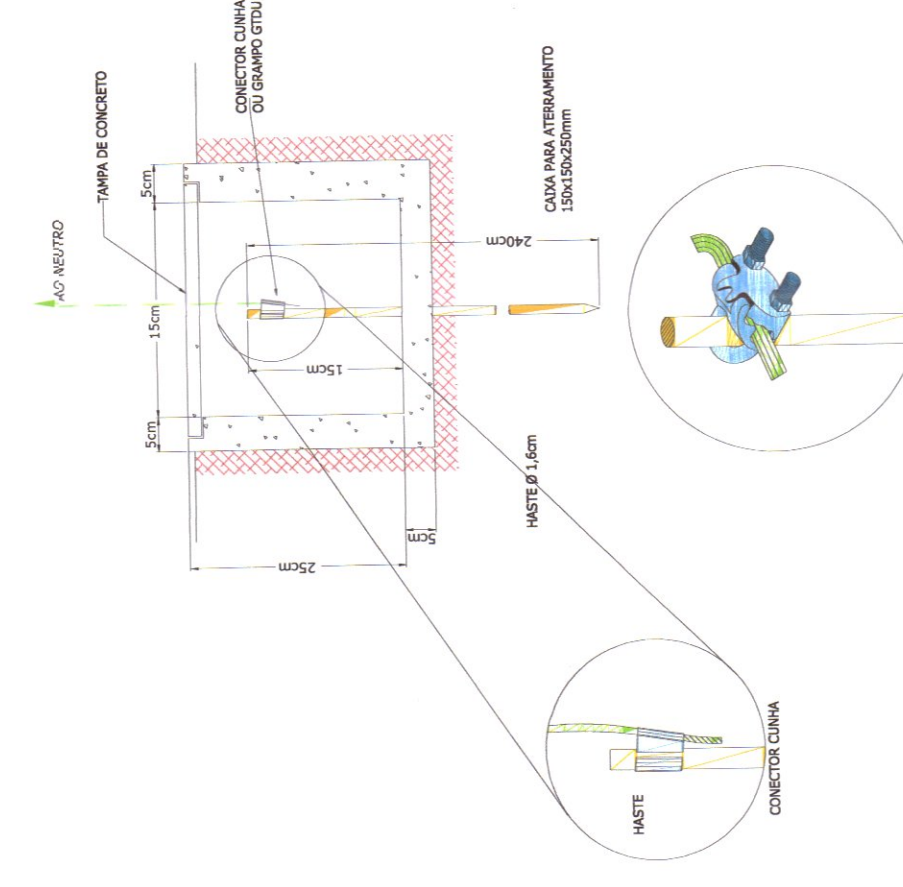 AO NEUTRO
TAMPA DE CONCRETO
CONECTOR CUNHA
OU GRAMPO GTDU
5cm
15cm
5cm
15cm
240cm
25cm
5cm
CAIXA PARA ATERRAMENTO
150x150x250mm
HASTE Ø 1,6cm
HASTE
CONECTOR CUNHA